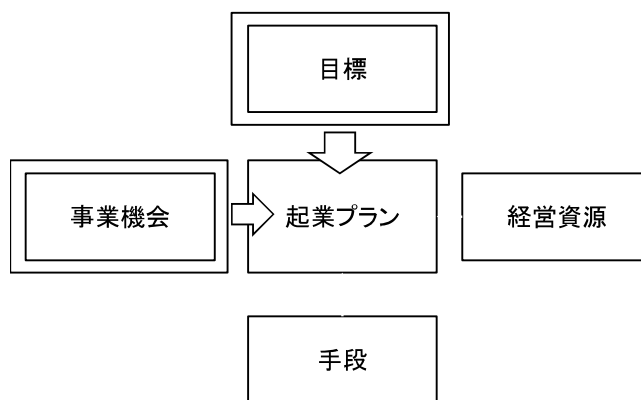 目標
事業機会
起業プラン
経営資源
手段